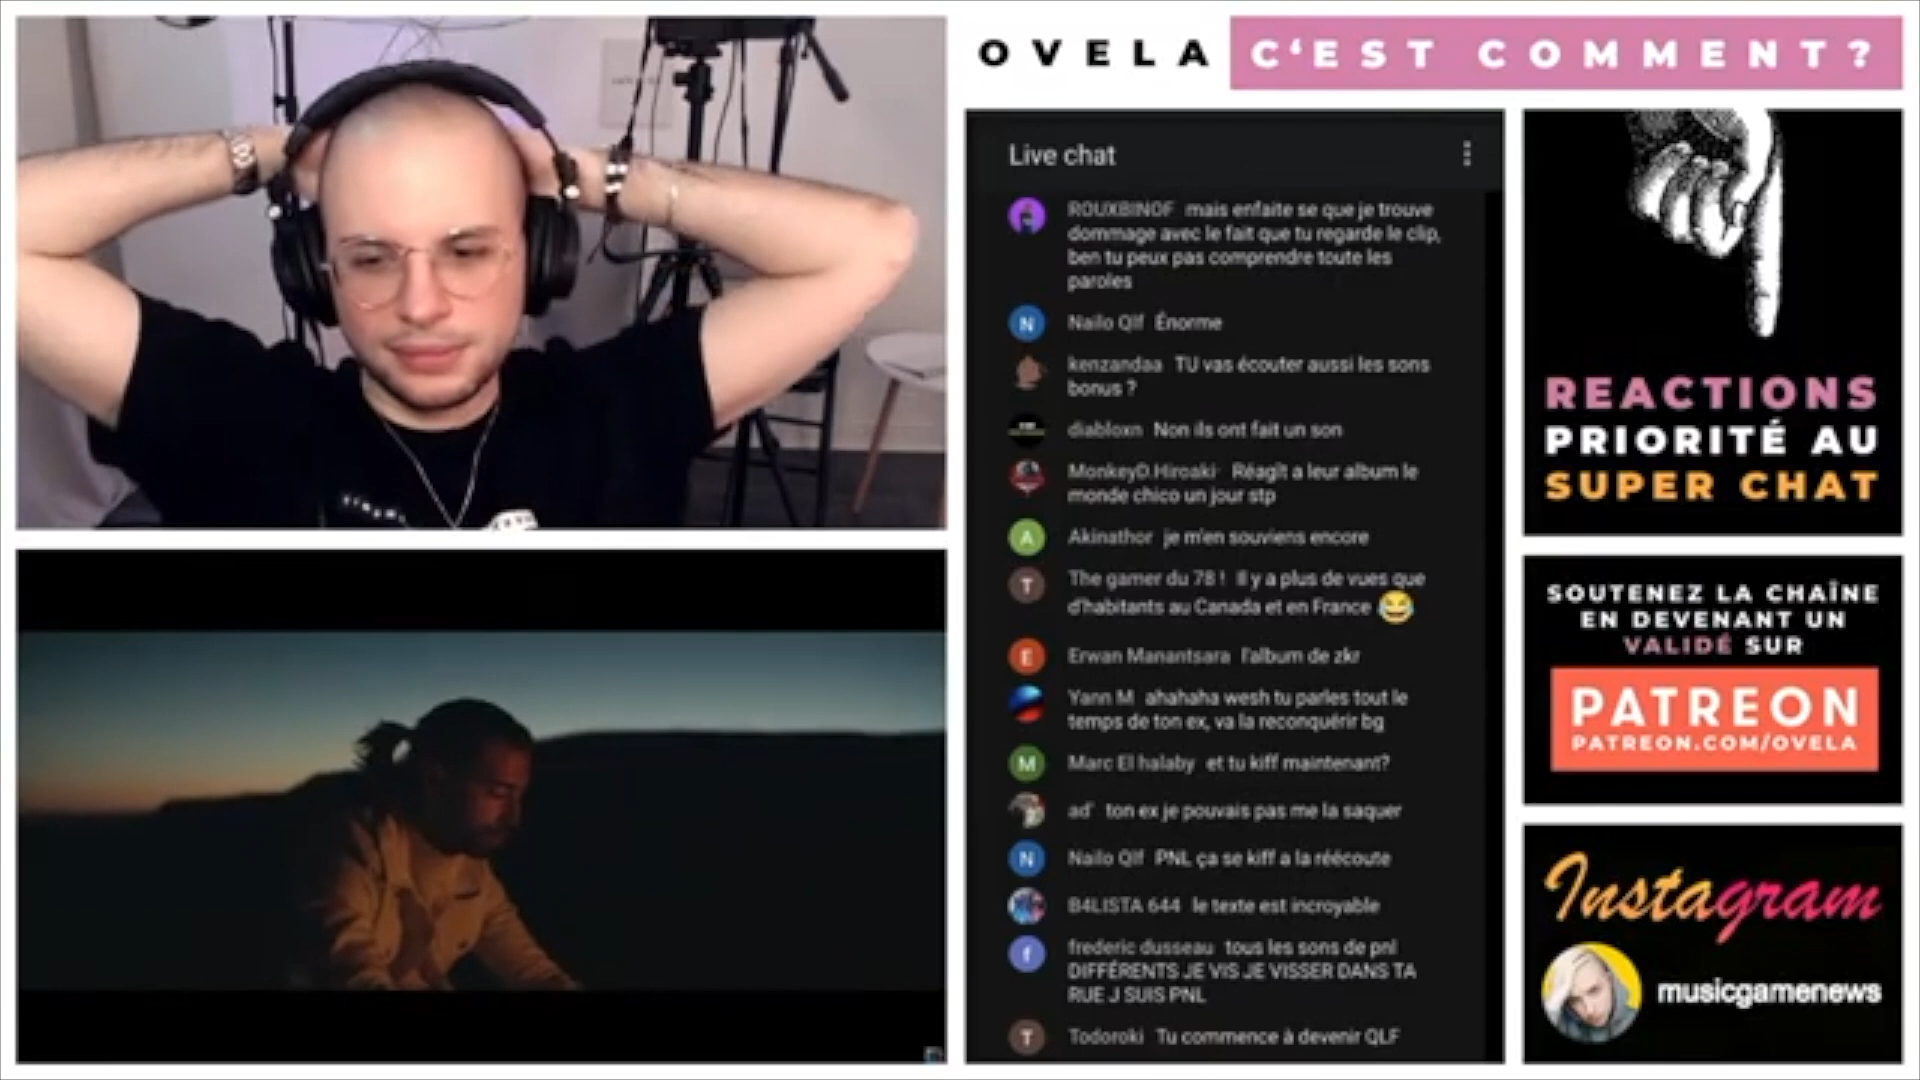 OVELA C'EST COMMENT?
Live chat
ROUXBINOF mais enfaite se que je trouve
dommage avec le fait que tu regarde le clip,
ben tu peux pas comprendre toute les
paroles
N Nailo Qlf Énorme
kenzandaa TU vas écouter aussi les sons
bonus ?
diabloxn Non ils ont fait un son
MonkeyD.Hiroaki Réagît a leur album le
monde chico un jour stp
A Akinathor je m'en souviens encore
T The gamer du 78 ! Il y a plus de vues que
d'habitants au Canada et en France 😂
E Erwan Manantsara l'album de zkr
Yann M. ahahaha wesh tu parles tout le
temps de ton ex, va la reconquérir bg
M Marc El halaby et tu kiff maintenant?
ad' ton ex je pouvais pas me la saquer
N Nailo Qlf PNL ça se kiff a la réécoute
B4LISTA 644 le texte est incroyable
f frederic dusseau tous les sons de pnl
DIFFÉRENTS JE VIS JE VISSER DANS TA
RUE J SUIS PNL
T Todoroki Tu commence à devenir QLF
REACTIONS
PRIORITÉ AU
SUPER CHAT
SOUTENEZ LA CHAÎNE
EN DEVENANT UN
VALIDÉ SUR
PATREON
PATREON.COM/OVELA
Instagram
musicgamenews